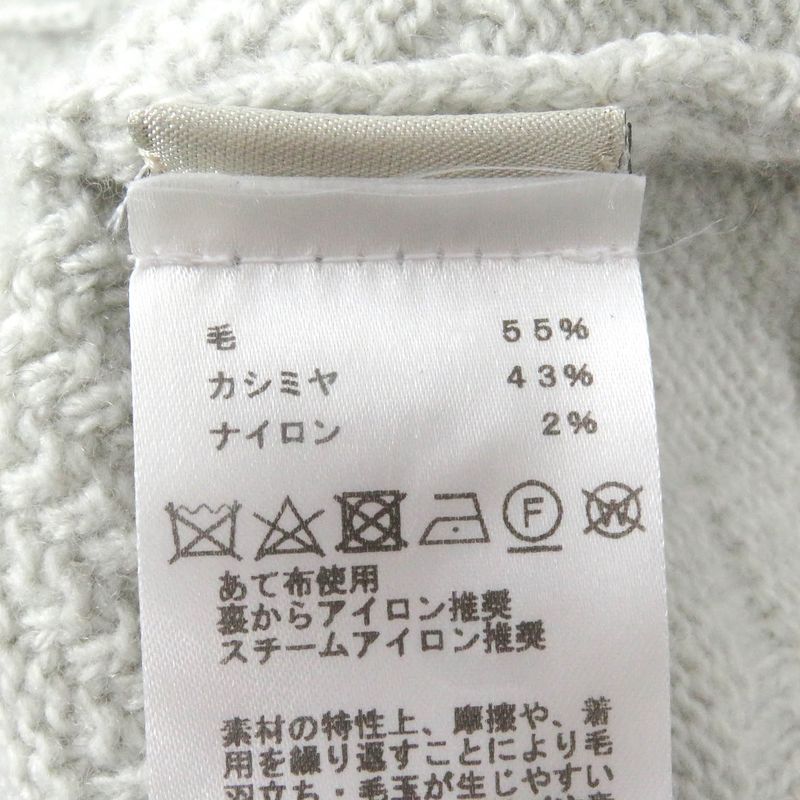 毛 55%
カシミヤ 43%
ナイロン 2%
F W
あて布使用
裏からアイロン推奨
スチームアイロン推奨
素材の特性上、摩擦や、着
用を繰り返すことにより毛
羽立ち・毛玉が生じやすい